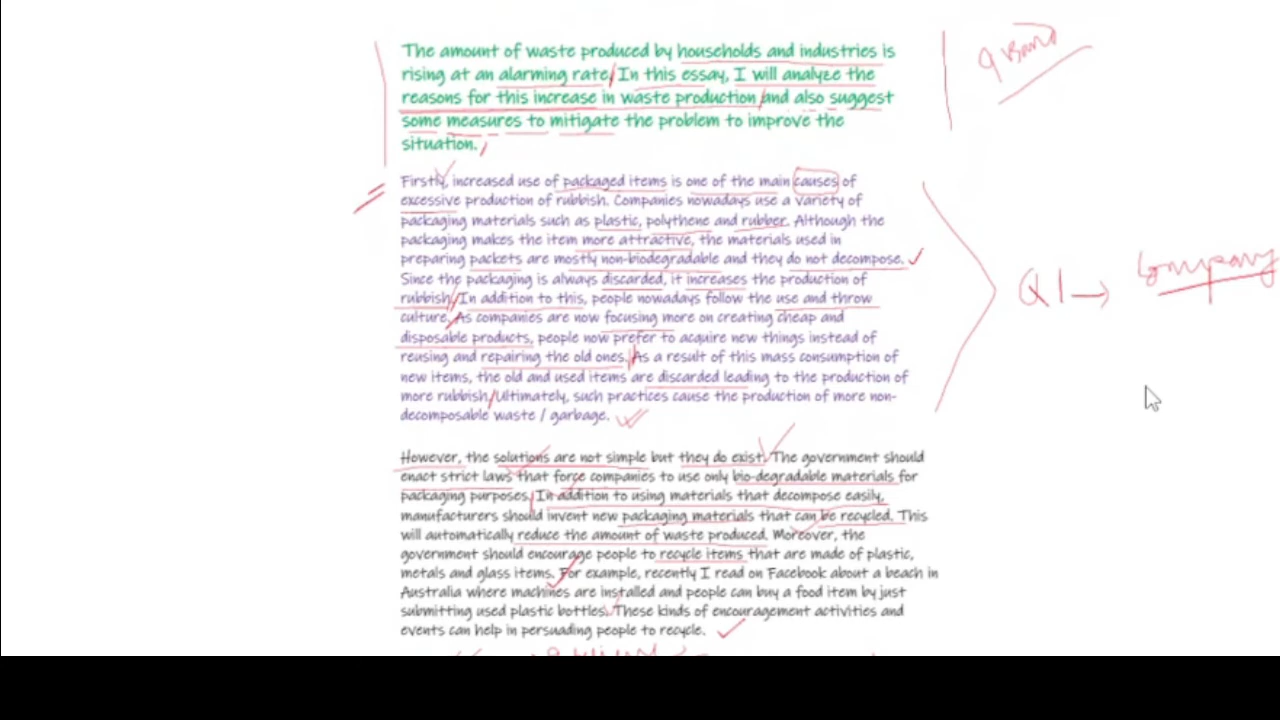 The amount of waste produced by households and industries is
rising at an alarming rate. In this essay, I will analyze the
reasons for this increase in waste production and also suggest
some measures to mitigate the problem to improve the
situation.
9 Band
Firstly, increased use of packaged items is one of the main causes of
excessive production of rubbish. Companies nowadays use a variety of
packaging materials such as plastic, polythene and rubber. Although the
packaging makes the item more attractive, the materials used in
preparing packets are mostly non-biodegradable and they do not decompose.
Since the packaging is always discarded, it increases the production of
rubbish. In addition to this, people nowadays follow the use and throw
culture. As companies are now focusing more on creating cheap and
disposable products, people now prefer to acquire new things instead of
reusing and repairing the old ones. As a result of this mass consumption of
new items, the old and used items are discarded leading to the production of
more rubbish. Ultimately, such practices cause the production of more non-
decomposable waste / garbage.
Q1 → Company
However, the solutions are not simple but they do exist. The government should
enact strict laws that force companies to use only bio-degradable materials for
packaging purposes. In addition to using materials that decompose easily,
manufacturers should invent new packaging materials that can be recycled. This
will automatically reduce the amount of waste produced. Moreover, the
government should encourage people to recycle items that are made of plastic,
metals and glass items. For example, recently I read on Facebook about a beach in
Australia where machines are installed and people can buy a food item by just
submitting used plastic bottles. These kinds of encouragement activities and
events can help in persuading people to recycle.